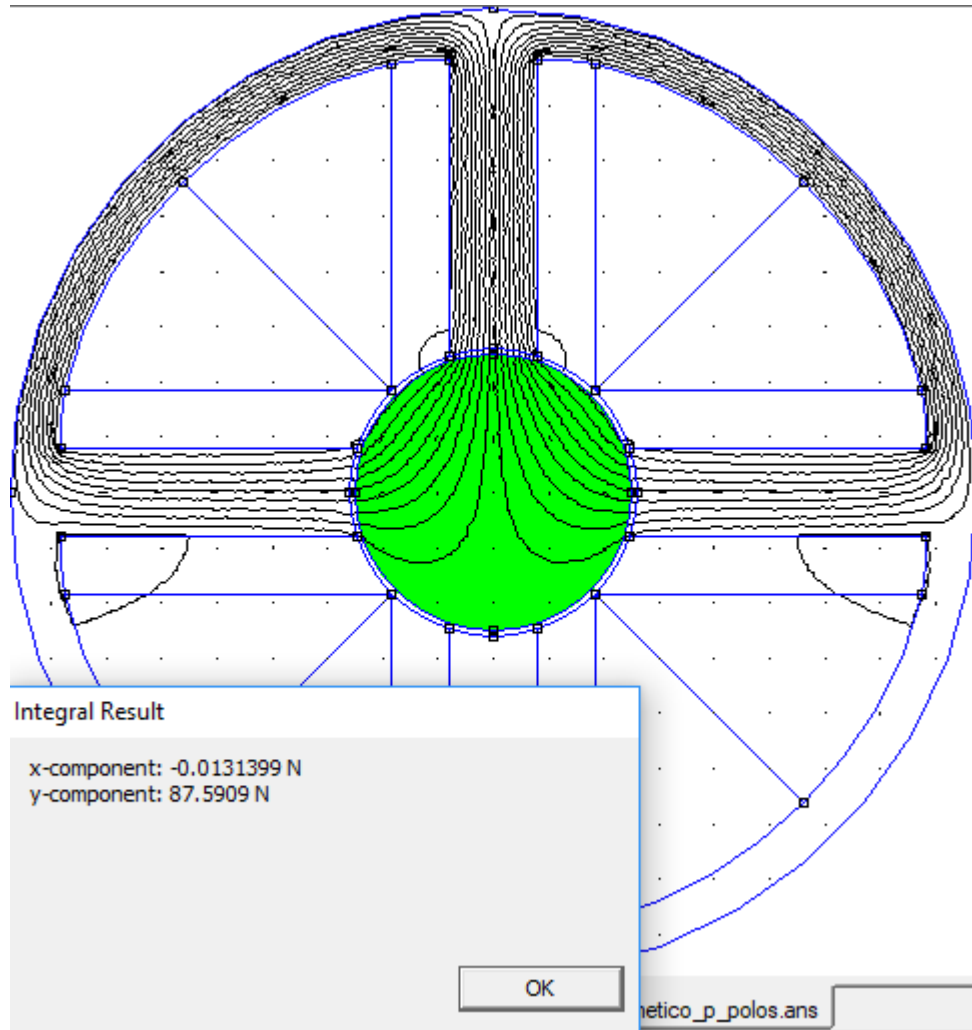 Integral Result
x-component: -0.0131399 N
y-component: 87.5909 N
OK
netico_p_polos.ans